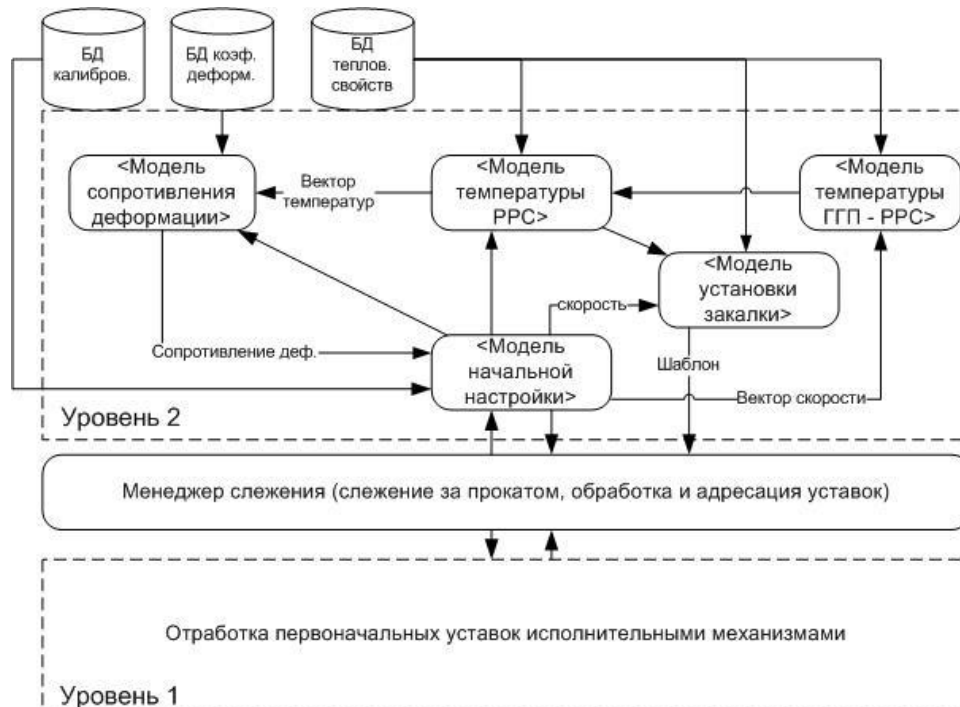 БД
калибров.
БД коэф.
деформ.
БД
теплов.
свойств
<Модель
сопротивления
деформации>
Вектор
температур
<Модель
температуры
РРС>
<Модель
температуры
ГГП - РРС>
<Модель
установки
закалки>
скорость
Сопротивление деф.
<Модель
начальной
настройки>
Шаблон
Вектор скорости
Уровень 2
Менеджер слежения (слежение за прокатом, обработка и адресация уставок)
Отработка первоначальных уставок исполнительными механизмами
Уровень 1